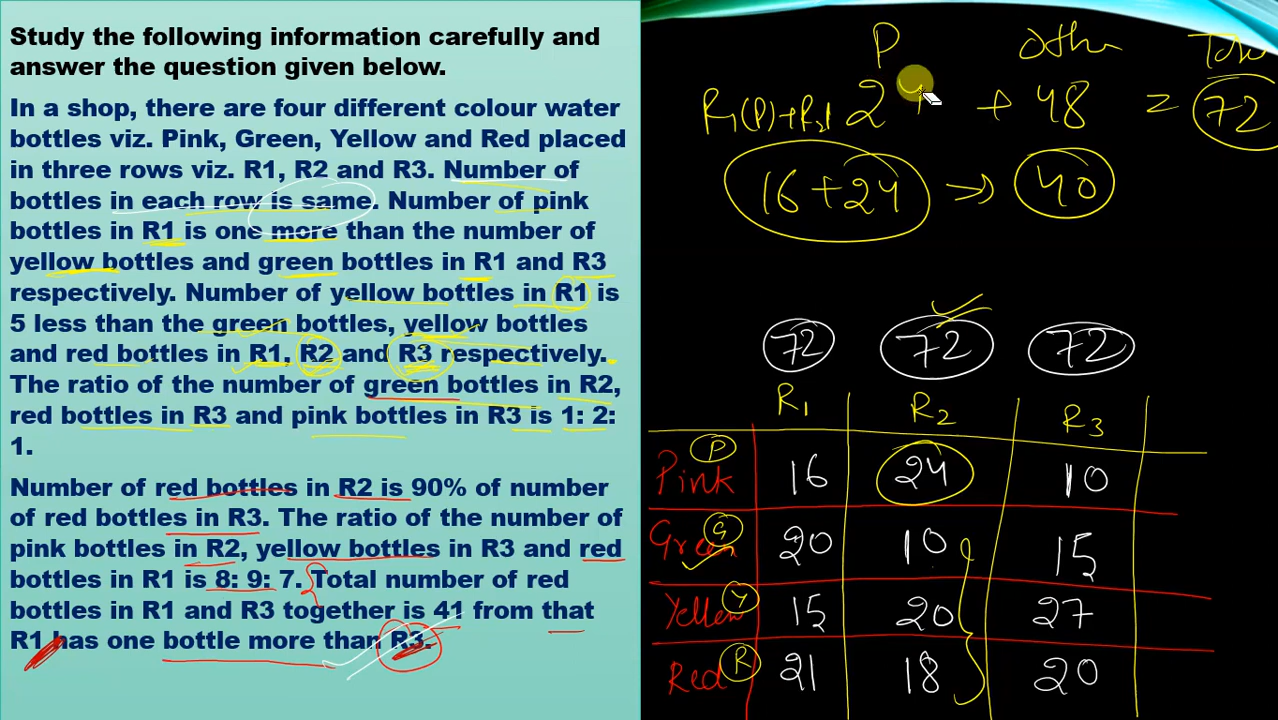 Study the following information carefully and
answer the question given below.
In a shop, there are four different colour water
bottles viz. Pink, Green, Yellow and Red placed
in three rows viz. R1, R2 and R3. Number of
bottles in each row is same. Number of pink
bottles in R1 is one more than the number of
yellow bottles and green bottles in R1 and R3
respectively. Number of yellow bottles in R1 is
5 less than the green bottles, yellow bottles
and red bottles in R1, R2 and R3 respectively.
The ratio of the number of green bottles in R2,
red bottles in R3 and pink bottles in R3 is 1: 2:
1.
Number of red bottles in R2 is 90% of number
of red bottles in R3. The ratio of the number of
pink bottles in R2, yellow bottles in R3 and red
bottles in R1 is 8: 9: 7. Total number of red
bottles in R1 and R3 together is 41 from that
R1 has one bottle more than R3.
P Other
+ 48 = 72
16 + 24 → 40
72 72 72
R1 R2 R3
Pink P 16 24 10
Green G 20 10 15
Yellow Y 15 20 27
Red R 21 18 20